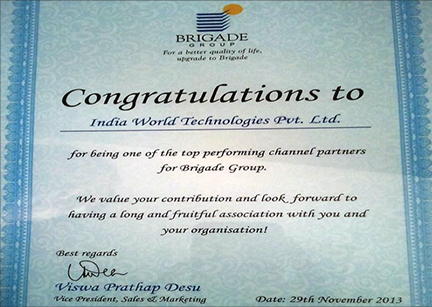 BRIGADE
GROUP
For a better quality of life,
upgrade to Brigade
Congratulations to
India World Technologies Pvt. Ltd.
for being one of the top performing channel partners
for Brigade Group.
We value your contribution and look forward to
having a long and fruitful association with you and
your organisation!
Best regards
Viswa Prathap Desu
Vice President, Sales & Marketing
Date: 29th November 2013